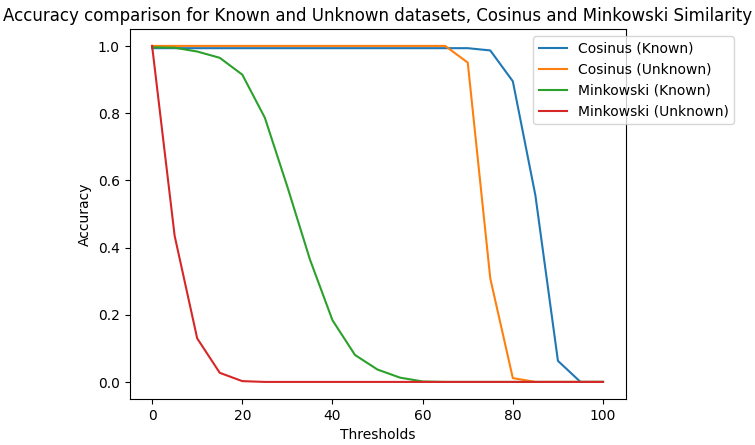 Accuracy comparison for Known and Unknown datasets, Cosinus and Minkowski Similarity
Cosinus (Known)
Cosinus (Unknown)
Minkowski (Known)
Minkowski (Unknown)
1.0
0.8
0.6
0.4
0.2
0.0
Accuracy
0 20 40 60 80 100
Thresholds